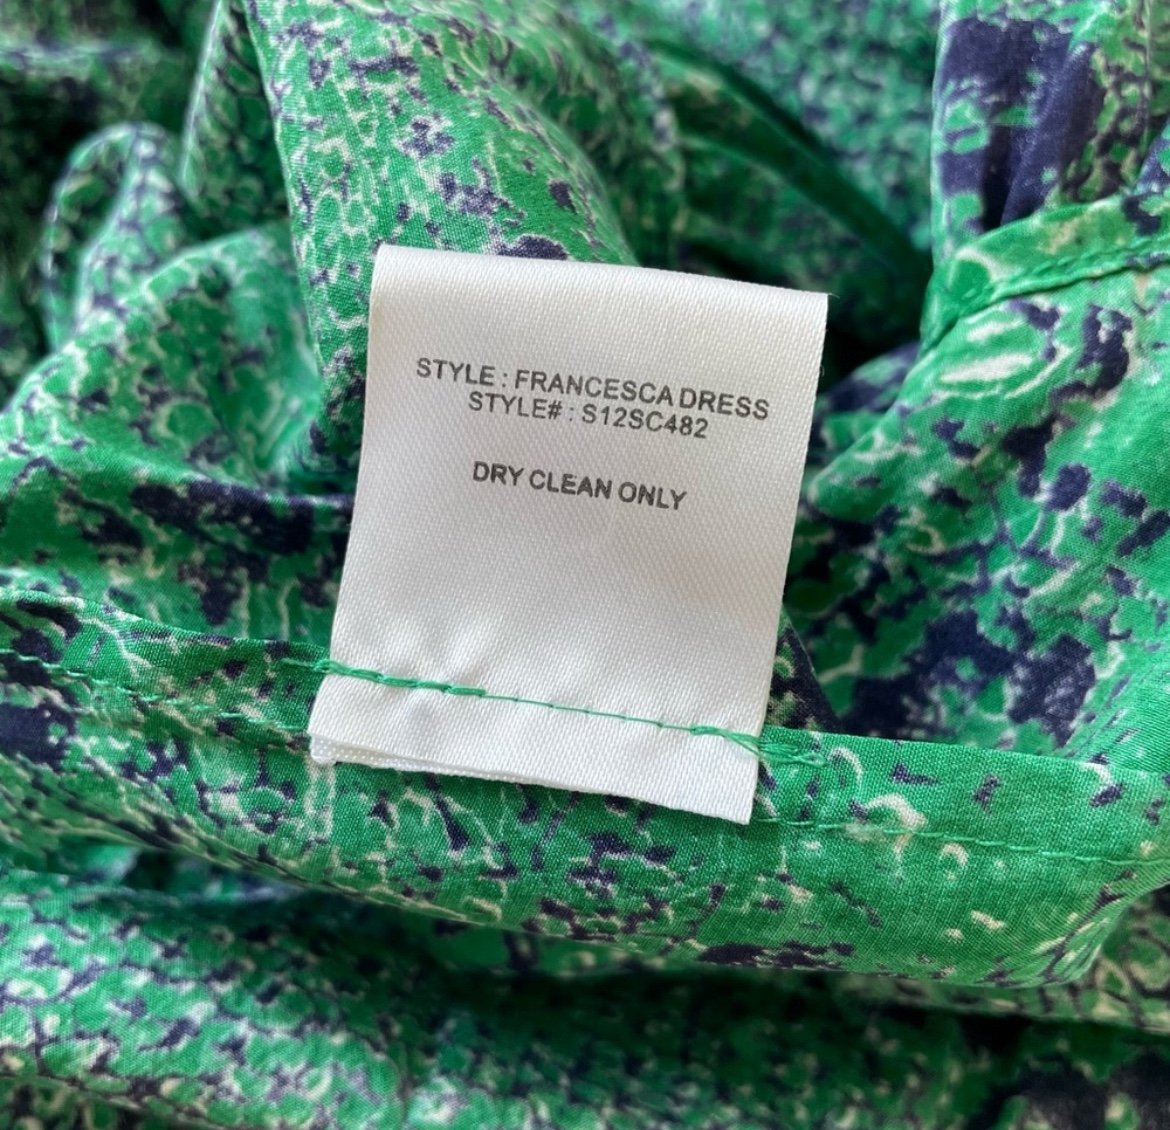 STYLE : FRANCESCA DRESS
STYLE# : S12SC482
DRY CLEAN ONLY